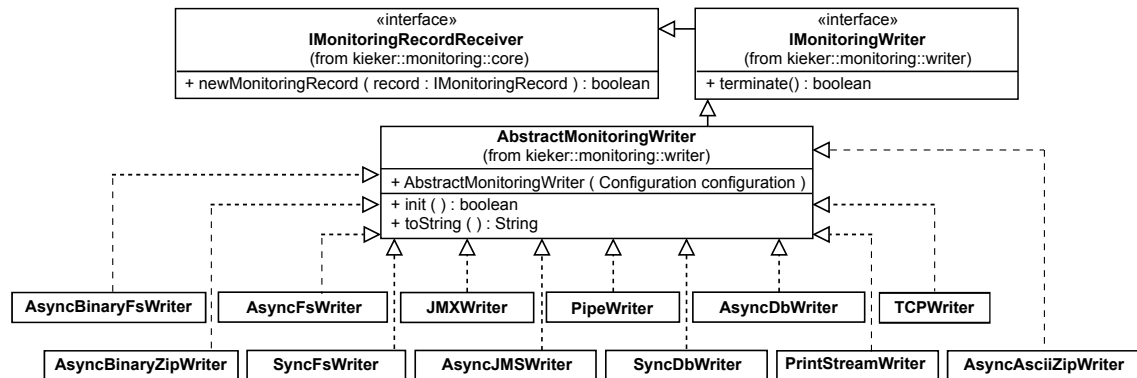 «interface»
IMonitoringRecordReceiver
(from kieker::monitoring::core)
+ newMonitoringRecord ( record : IMonitoringRecord ) : boolean
«interface»
IMonitoringWriter
(from kieker::monitoring::writer)
+ terminate() : boolean
AbstractMonitoringWriter
(from kieker::monitoring::writer)
+ AbstractMonitoringWriter ( Configuration configuration )
+ init ( ) : boolean
+ toString ( ) : String
AsyncBinaryFsWriter
AsyncFsWriter
JMXWriter
PipeWriter
AsyncDbWriter
TCPWriter
AsyncBinaryZipWriter
SyncFsWriter
AsyncJMSWriter
SyncDbWriter
PrintStreamWriter
AsyncAsciiZipWriter